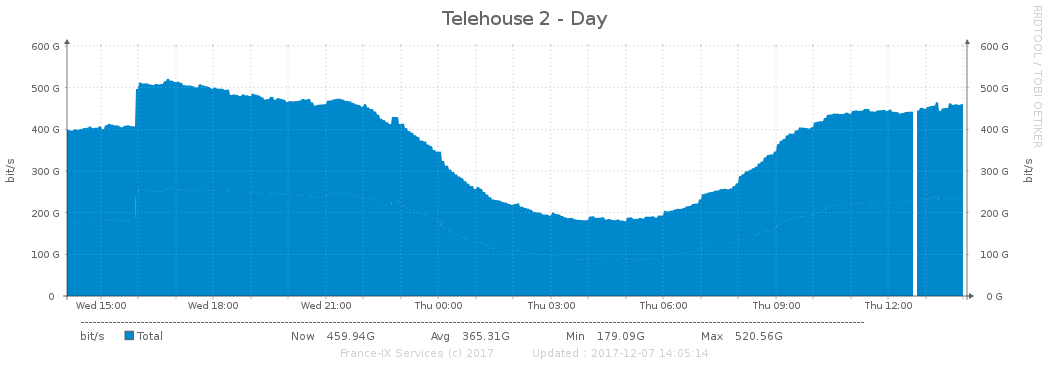 Telehouse 2 - Day
RRDTOOL / TOBI OETIKER
600 G 600 G
500 G 500 G
400 G 400 G
300 G 300 G
200 G 200 G
100 G 100 G
0 0 G
bit/s bit/s
Wed 15:00 Wed 18:00 Wed 21:00 Thu 00:00 Thu 03:00 Thu 06:00 Thu 09:00 Thu 12:00
bit/s Total Now 459.94G Avg 365.31G Min 179.09G Max 520.56G
France-IX Services (c) 2017 Updated : 2017-12-07 14:05:14